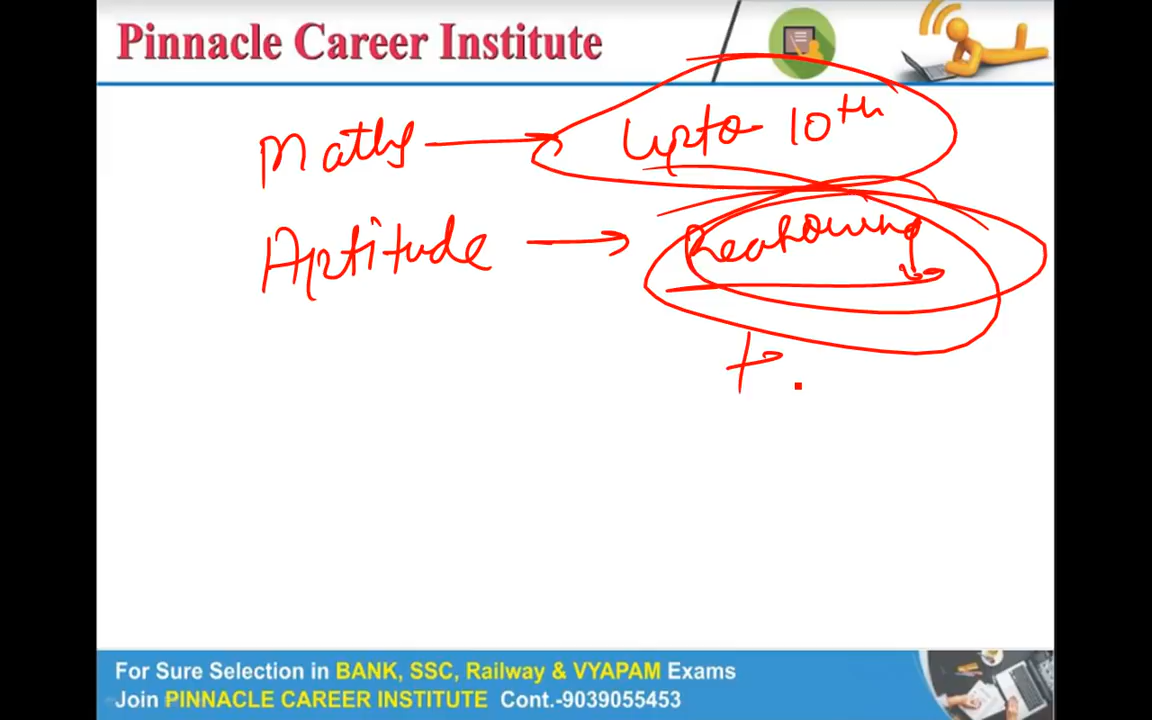 Pinnacle Career Institute
Maths → Upto 10th
Aptitude → Reasoning
+
For Sure Selection in BANK, SSC, Railway & VYAPAM Exams
Join PINNACLE CAREER INSTITUTE Cont.-9039055453